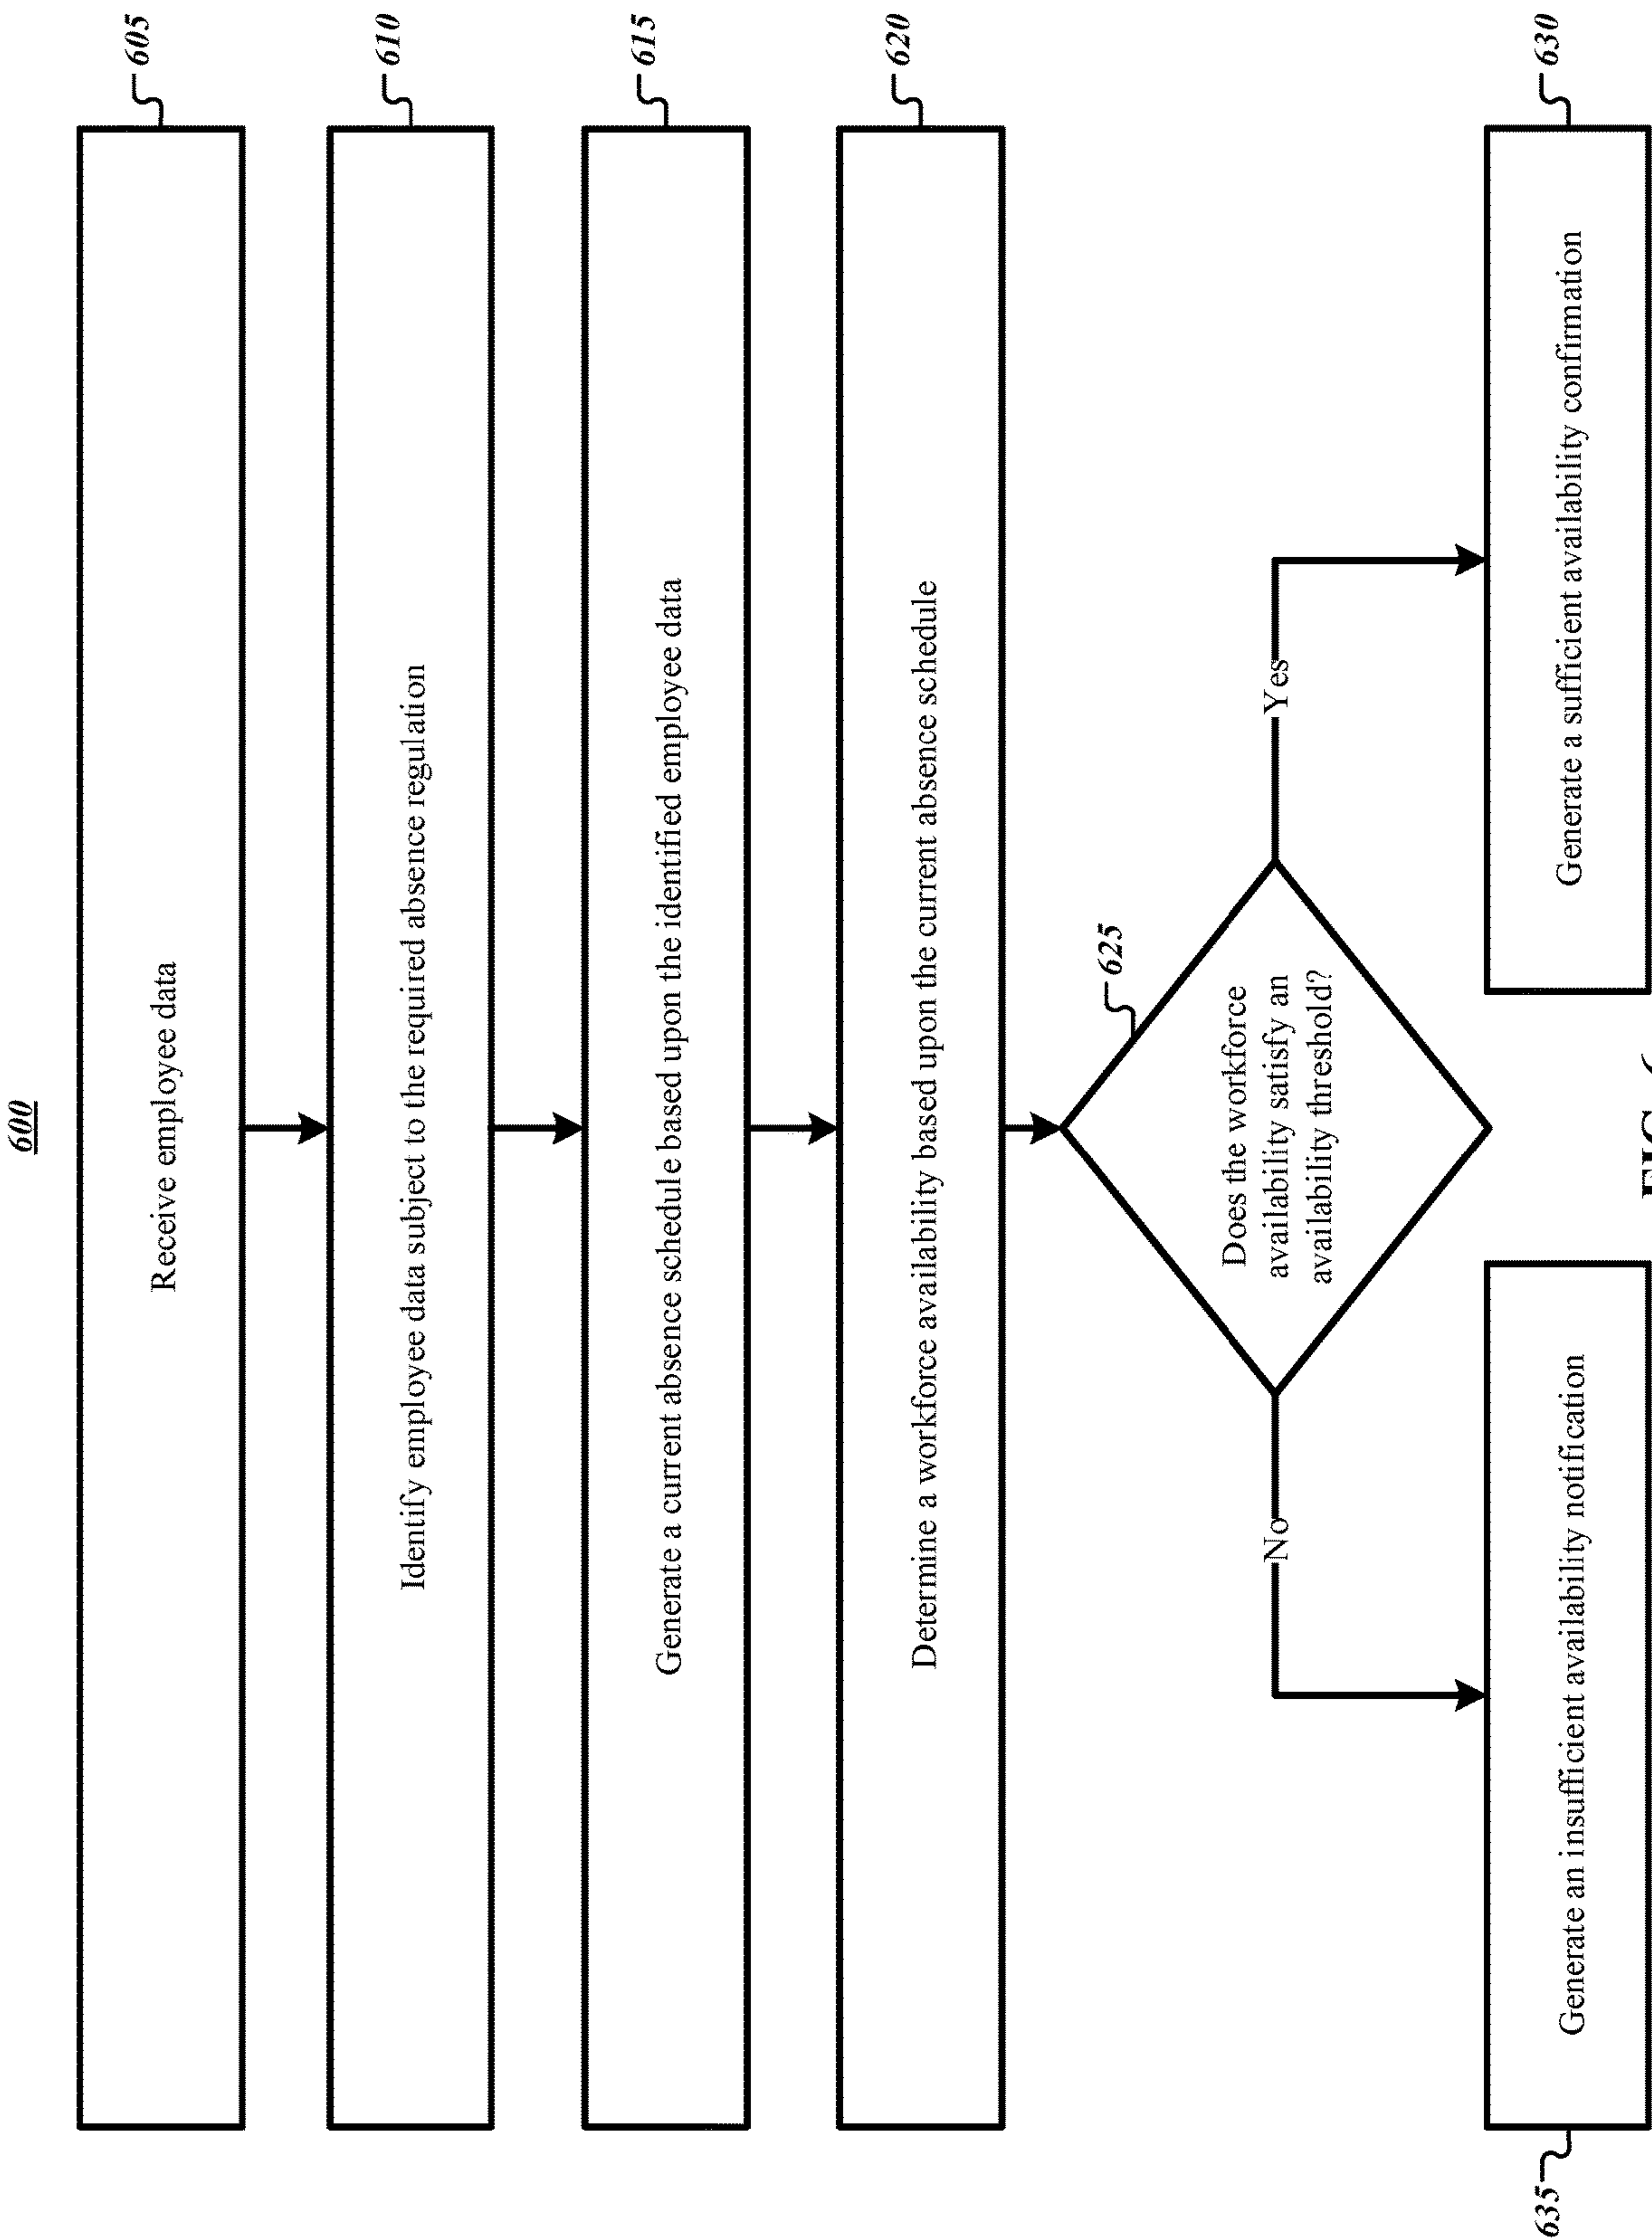 600
Receive employee data
605
Identify employee data subject to the required absence regulation
610
Generate a current absence schedule based upon the identified employee data
615
Determine a workforce availability based upon the current absence schedule
620
625
Does the workforce
availability satisfy an
availability threshold?
No
Yes
635
Generate an insufficient availability notification
Generate a sufficient availability confirmation
630